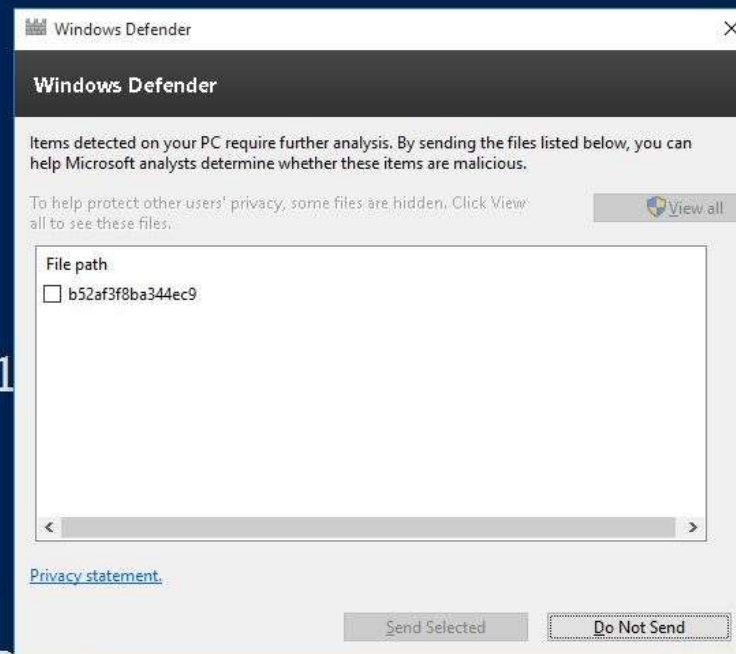 Windows Defender
Windows Defender
Items detected on your PC require further analysis. By sending the files listed below, you can
help Microsoft analysts determine whether these items are malicious.
To help protect other users' privacy, some files are hidden. Click View
all to see these files.
View all
File path
b52af3f8ba344ec9
1
Privacy statement.
Send Selected
Do Not Send